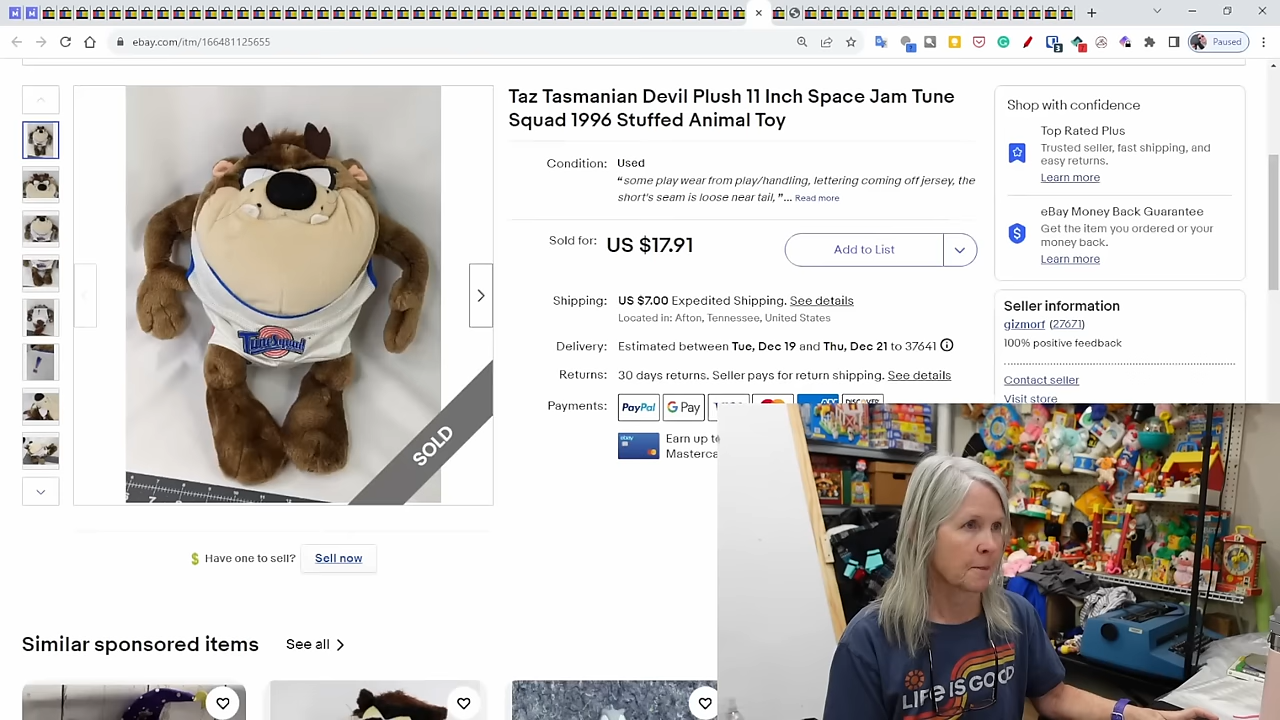 ebay.com/itm/166481125655
Paused
Taz Tasmanian Devil Plush 11 Inch Space Jam Tune
Squad 1996 Stuffed Animal Toy
Condition: Used
“some play wear from play/handling, lettering coming off jersey, the
short's seam is loose near tail,”... Read more
Sold for: US $17.91
Add to List
Shipping: US $7.00 Expedited Shipping. See details
Located in: Afton, Tennessee, United States
Delivery: Estimated between Tue, Dec 19 and Thu, Dec 21 to 37641
Returns: 30 days returns. Seller pays for return shipping. See details
Payments: PayPal G Pay
ebay
Earn up to
Masterca
TuneSquad
SOLD
Have one to sell? Sell now
Shop with confidence
Top Rated Plus
Trusted seller, fast shipping, and
easy returns.
Learn more
eBay Money Back Guarantee
Get the item you ordered or your
money back.
Learn more
Seller information
gizmorf (27671)
100% positive feedback
Contact seller
Visit store
Similar sponsored items See all
LIFE IS GOOD